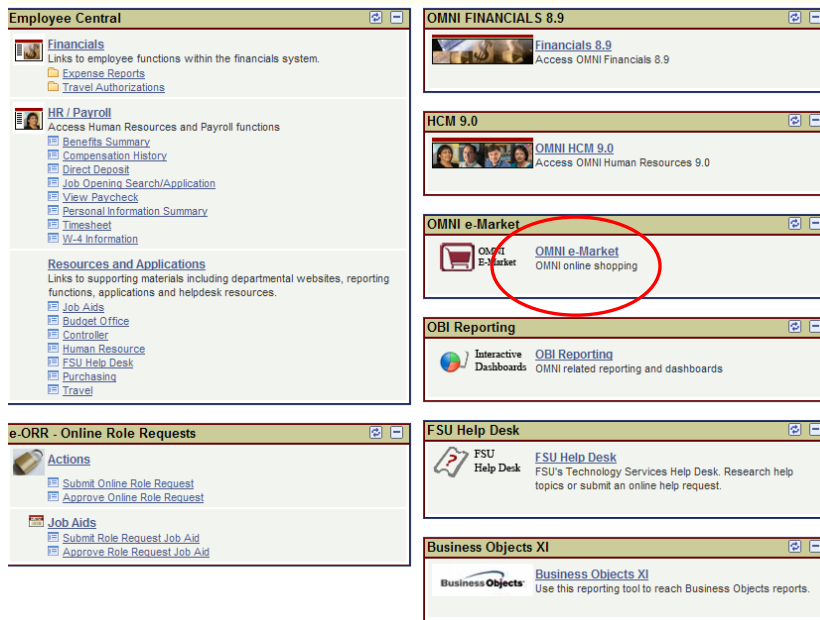 Employee Central
Financials
Links to employee functions within the financials system.
Expense Reports
Travel Authorizations
HR / Payroll
Access Human Resources and Payroll functions
Benefits Summary
Compensation History
Direct Deposit
Job Opening Search/Application
View Paycheck
Personal Information Summary
Timesheet
W-4 Information
Resources and Applications
Links to supporting materials including departmental websites, reporting
functions, applications and helpdesk resources.
Job Aids
Budget Office
Controller
Human Resource
FSU Help Desk
Purchasing
Travel
e-ORR - Online Role Requests
Actions
Submit Online Role Request
Approve Online Role Request
Job Aids
Submit Role Request Job Aid
Approve Role Request Job Aid
OMNI FINANCIALS 8.9
Financials 8.9
Access OMNI Financials 8.9
HCM 9.0
OMNI HCM 9.0
Access OMNI Human Resources 9.0
OMNI e-Market
OMNI
E-Market
OMNI e-Market
OMNI online shopping
OBI Reporting
Interactive
Dashboards
OBI Reporting
OMNI related reporting and dashboards
FSU Help Desk
FSU
Help Desk
FSU Help Desk
FSU's Technology Services Help Desk. Research help
topics or submit an online help request.
Business Objects XI
Business Objects
Business Objects XI
Use this reporting tool to reach Business Objects reports.